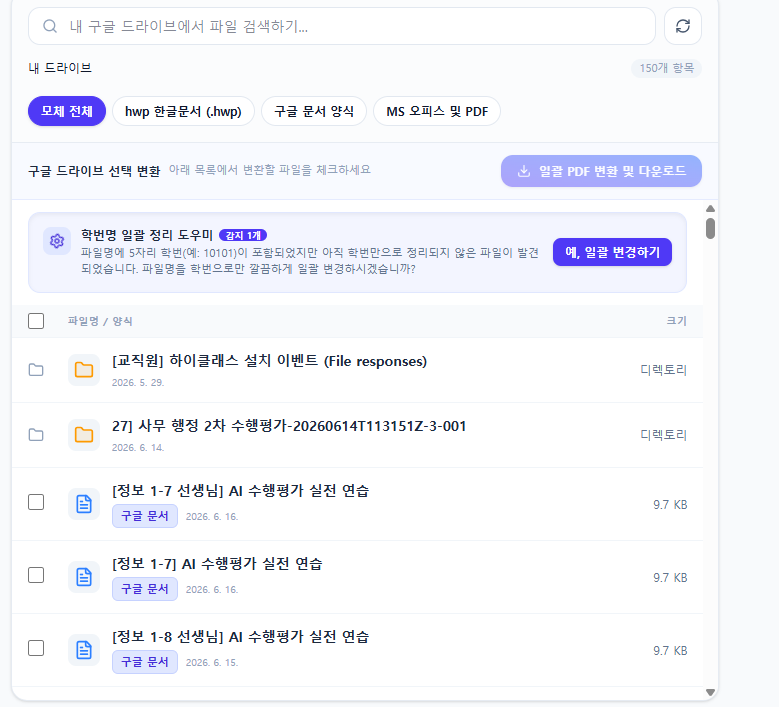 내 구글 드라이브에서 파일 검색하기...
내 드라이브
150개 항목
모체 전체
hwp 한글문서 (.hwp)
구글 문서 양식
MS 오피스 및 PDF
구글 드라이브 선택 변환
아래 목록에서 변환할 파일을 체크하세요
일괄 PDF 변환 및 다운로드
학번명 일괄 정리 도우미
감지 1개
파일명에 5자리 학번(예: 10101)이 포함되었지만 아직 학번만으로 정리되지 않은 파일이 발견
되었습니다. 파일명을 학번으로만 깔끔하게 일괄 변경하시겠습니까?
예, 일괄 변경하기
파일명 / 양식
크기
[교직원] 하이클래스 설치 이벤트 (File responses)
2026. 5. 29.
디렉토리
27] 사무 행정 2차 수행평가-20260614T113151Z-3-001
2026. 6. 14.
디렉토리
[정보 1-7 선생님] AI 수행평가 실전 연습
구글 문서
2026. 6. 16.
9.7 KB
[정보 1-7] AI 수행평가 실전 연습
구글 문서
2026. 6. 16.
9.7 KB
[정보 1-8 선생님] AI 수행평가 실전 연습
구글 문서
2026. 6. 15.
9.7 KB